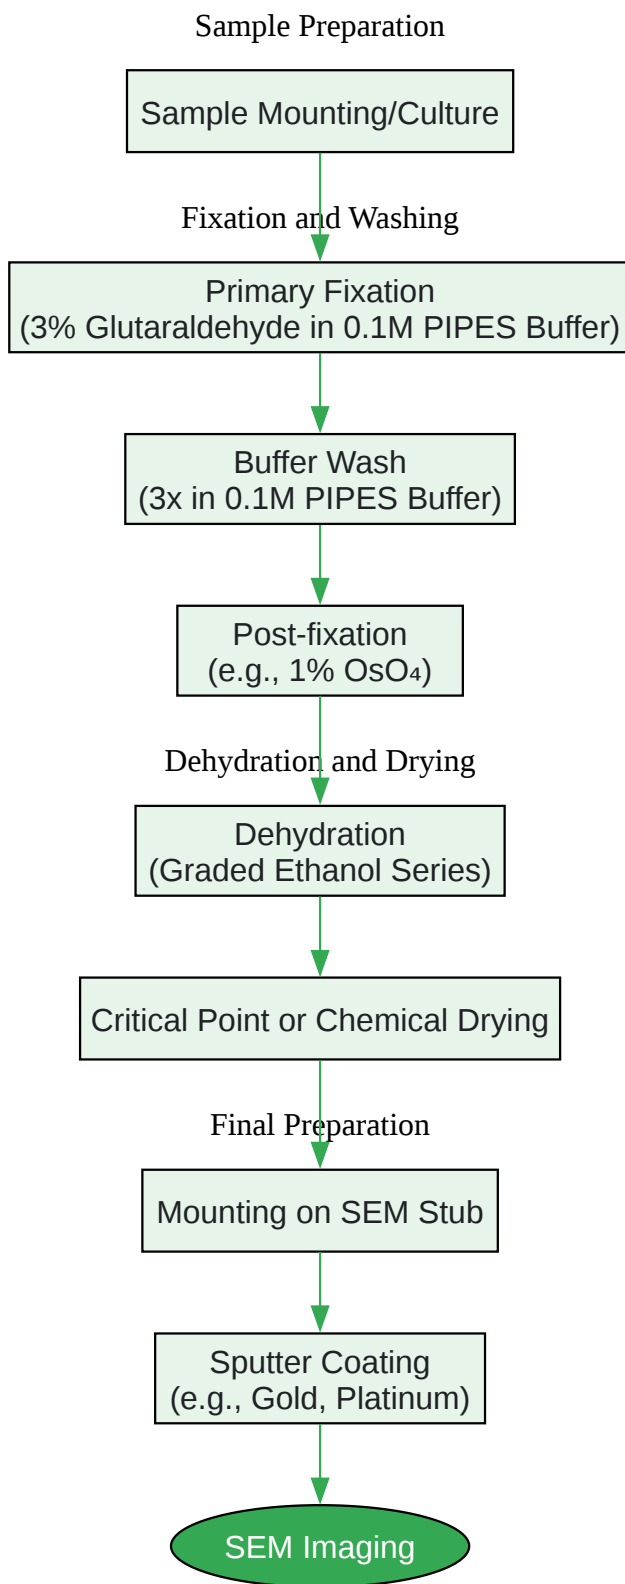 Sample Preparation
Sample Mounting/Culture
Fixation and Washing
Primary Fixation
(3% Glutaraldehyde in 0.1M PIPES Buffer)
Buffer Wash
(3x in 0.1M PIPES Buffer)
Post-fixation
(e.g., 1% OsO₄)
Dehydration and Drying
Dehydration
(Graded Ethanol Series)
Critical Point or Chemical Drying
Final Preparation
Mounting on SEM Stub
Sputter Coating
(e.g., Gold, Platinum)
SEM Imaging